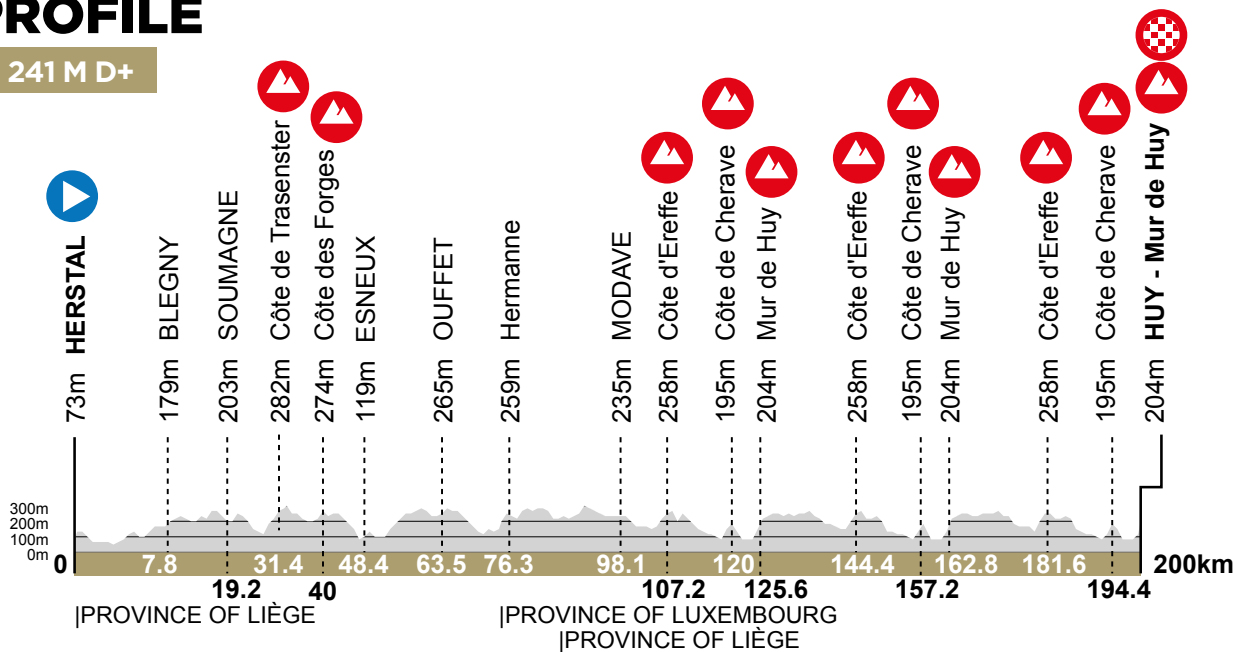 PROFILE
241 M D+
73m HERSTAL
179m BLEGNY
203m SOUMAGNE
282m Côte de Trasenster
274m Côte des Forges
119m ESNEUX
265m OUFFET
259m Hermanne
235m MODAVE
258m Côte d'Ereffe
195m Côte de Cherave
204m Mur de Huy
258m Côte d'Ereffe
195m Côte de Cherave
204m Mur de Huy
258m Côte d'Ereffe
195m Côte de Cherave
204m HUY - Mur de Huy
300m
200m
100m
0m
0 7.8 31.4 48.4 63.5 76.3 98.1 120 144.4 162.8 181.6 200km
19.2 40 107.2 125.6 157.2 194.4
|PROVINCE OF LIÈGE |PROVINCE OF LUXEMBOURG
|PROVINCE OF LIÈGE